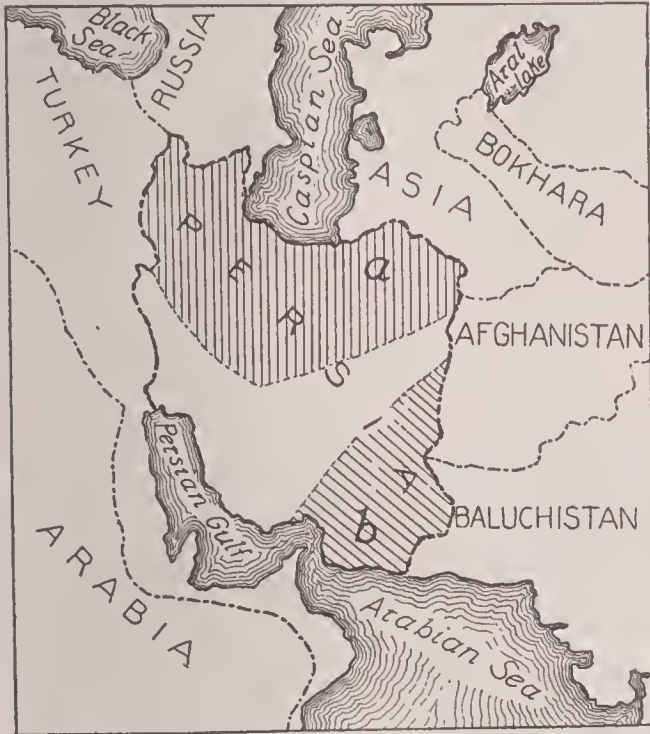 Black
Sea
RUSSIA
Caspian Sea
Aral
Lake
TURKEY
ASIA
BOKHARA
PERSIA
a
AFGHANISTAN
Persian Gulf
b
BALUCHISTAN
ARABIA
Arabian Sea